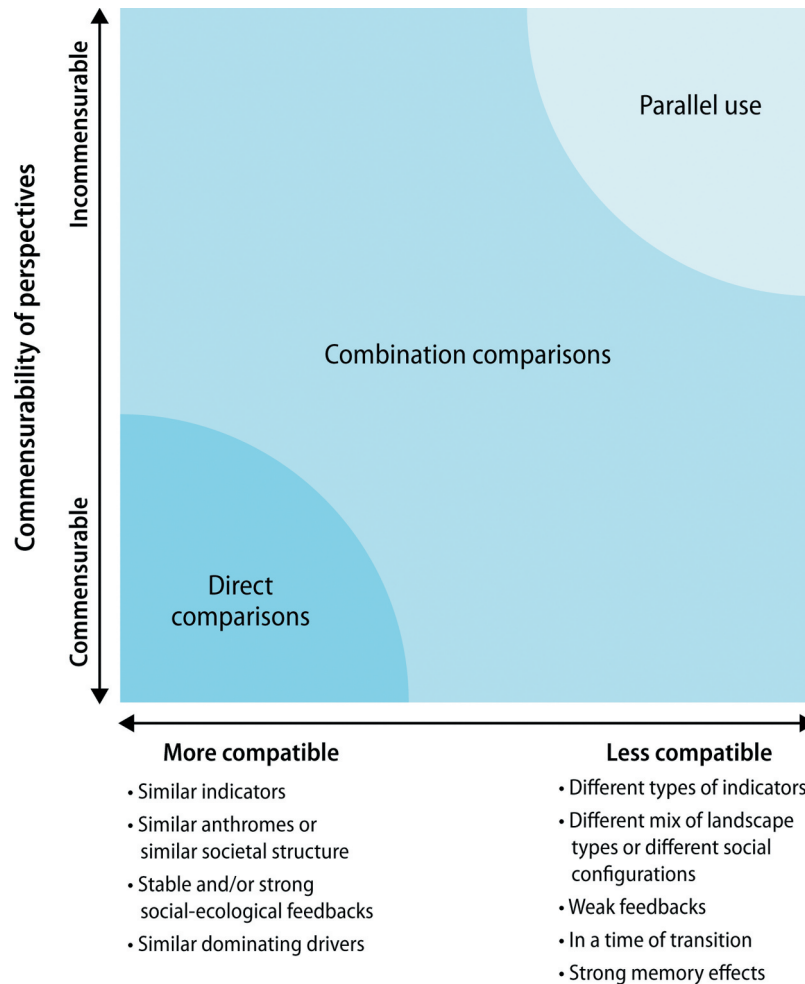 Commensurability of perspectives
Incommensurable
Commensurable
Parallel use
Combination comparisons
Direct
comparisons
More compatible
• Similar indicators
• Similar anthromes or
similar societal structure
• Stable and/or strong
social-ecological feedbacks
• Similar dominating drivers
Less compatible
• Different types of indicators
• Different mix of landscape
types or different social
configurations
• Weak feedbacks
• In a time of transition
• Strong memory effects